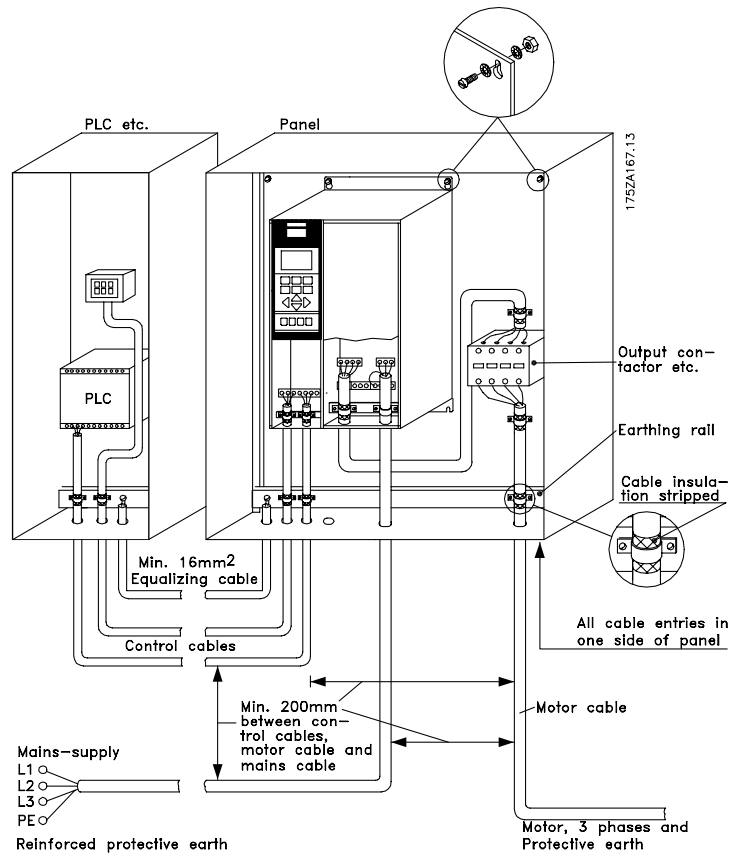 PLC etc.
Panel
175ZA167.13
PLC
Output con-
tactor etc.
Earthing rail
Cable insula-
tion stripped
Min. 16mm2
Equalizing cable
All cable entries in
one side of panel
Control cables
Min. 200mm
between con-
trol cables,
motor cable and
mains cable
Motor cable
Mains-supply
L1
L2
L3
PE
Reinforced protective earth
Motor, 3 phases and
Protective earth